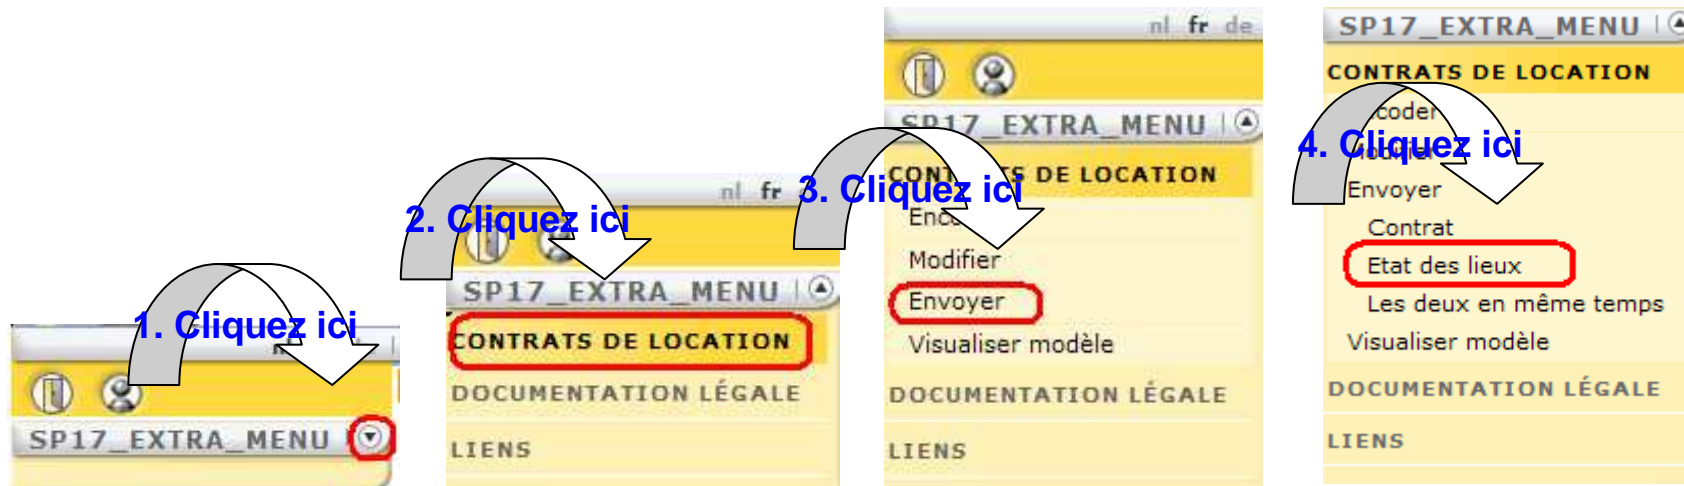 1. Cliquez ici
SP17_EXTRA_MENU
nl fr
2. Cliquez ici
SP17_EXTRA_MENU
CONTRATS DE LOCATION
DOCUMENTATION LÉGALE
LIENS
nl fr de
SP17_EXTRA_MENU
3. Cliquez ici
CONTRATS DE LOCATION
Modifier
Envoyer
Visualiser modèle
DOCUMENTATION LÉGALE
LIENS
SP17_EXTRA_MENU
CONTRATS DE LOCATION
4. Cliquez ici
Envoyer
Contrat
Etat des lieux
Les deux en même temps
Visualiser modèle
DOCUMENTATION LÉGALE
LIENS